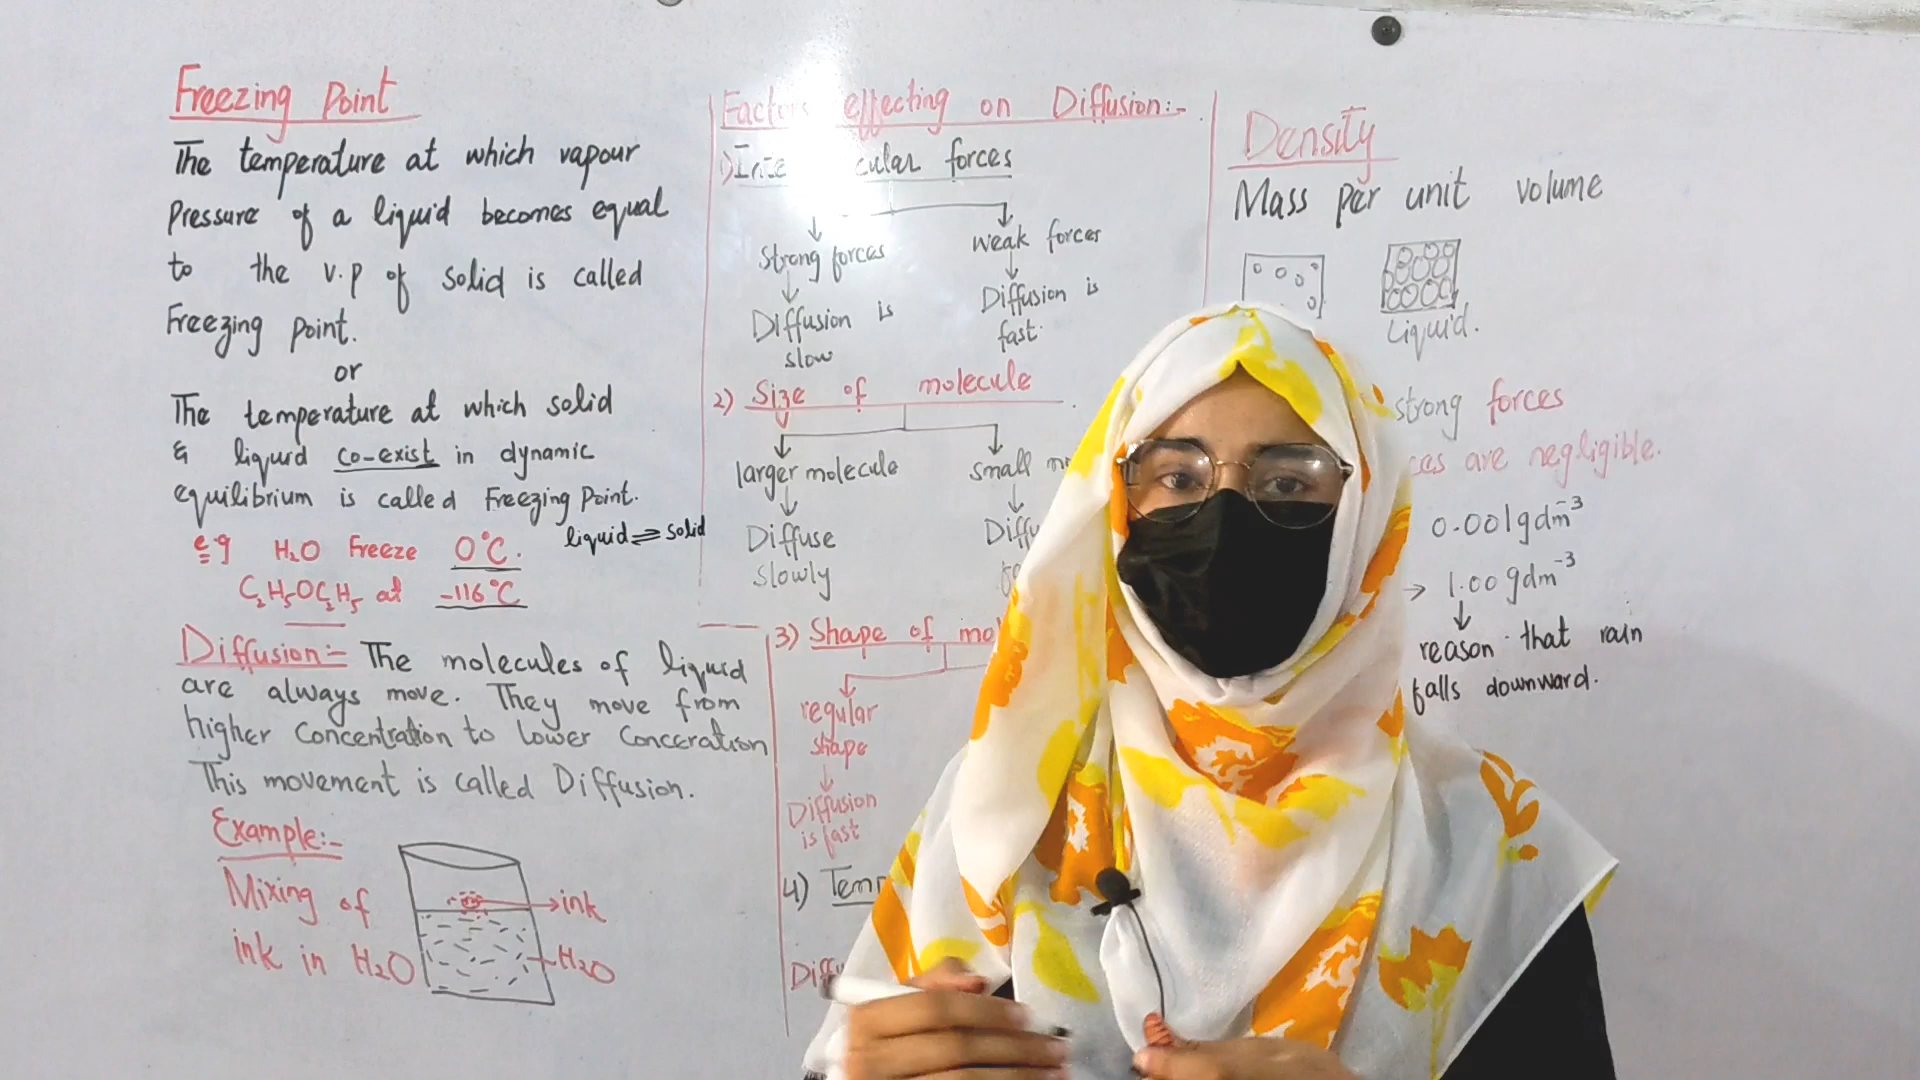 Freezing Point
The temperature at which vapour
Pressure of a liquid becomes equal
to the v.p of solid is called
Freezing point.
or
The temperature at which solid
& liquid co-exist in dynamic
equilibrium is called Freezing Point.
liquid ⇌ solid
e.g H₂O Freeze 0°C.
C₂H₅OC₂H₅ at -116°C
Diffusion:- The molecules of liquid
are always move. They move from
higher Concentration to Lower Conceration
This movement is called Diffusion.
Example:-
Mixing of
ink in H₂O
ink
H₂O
effecting on Diffusion:-
1) forces
strong forces
weak forces
Diffusion is
slow
Diffusion is
fast.
2) Size of molecule
larger molecule
small
Diffuse
slowly
3) Shape of
regular
shape
Diffusion
is fast
4)
Density
Mass per unit volume
Liquid.
strong forces
are negligible.
0.001gdm⁻³
→ 1.00 gdm⁻³
reason that rain
falls downward.